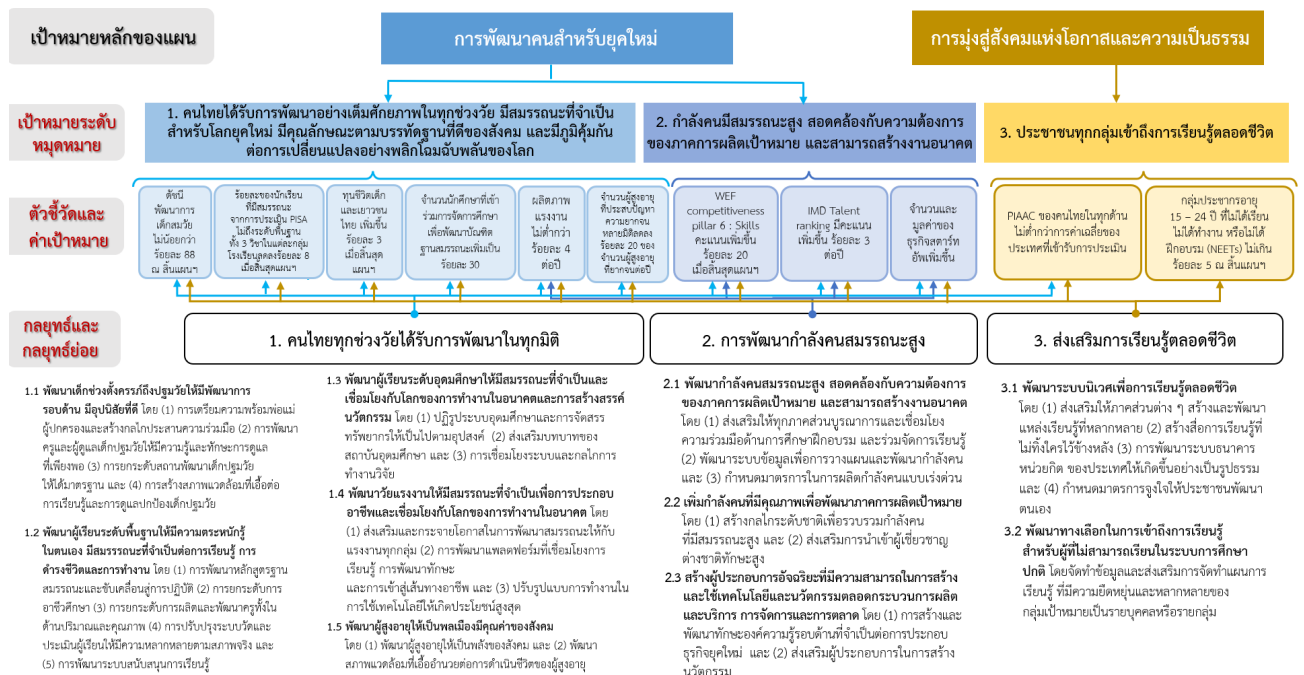 เป้าหมายหลักของแผน
การพัฒนาคนสำหรับยุคใหม่
การมุ่งสู่สังคมแห่งโอกาสและความเป็นธรรม
เป้าหมายระดับ
หมุดหมาย
1. คนไทยได้รับการพัฒนาอย่างเต็มศักยภาพในทุกช่วงวัย มีสมรรถนะที่จำเป็น
สำหรับโลกยุคใหม่ มีคุณลักษณะตามบรรทัดฐานที่ดีของสังคม และมีภูมิคุ้มกัน
ต่อการเปลี่ยนแปลงอย่างพลิกโฉมฉับพลันของโลก
2. กำลังคนมีสมรรถนะสูง สอดคล้องกับความต้องการ
ของภาคการผลิตเป้าหมาย และสามารถสร้างงานอนาคต
3. ประชาชนทุกกลุ่มเข้าถึงการเรียนรู้ตลอดชีวิต
ตัวชี้วัดและ
ค่าเป้าหมาย
ดัชนี
พัฒนาการ
เด็กสมวัย
ไม่น้อยกว่า
ร้อยละ 88
ณ สิ้นแผนฯ
ร้อยละของนักเรียน
ที่มีสมรรถนะ
จากการประเมิน PISA
ไม่ถึงระดับพื้นฐาน
ทั้ง 3 วิชาในแต่ละกลุ่ม
โรงเรียนลดลงร้อยละ 8
เมื่อสิ้นสุดแผนฯ
ทุนชีวิตเด็ก
และเยาวชน
ไทย เพิ่มขึ้น
ร้อยละ 3
เมื่อสิ้นสุด
แผนฯ
จำนวนนักศึกษาที่เข้า
ร่วมการจัดการศึกษา
เพื่อพัฒนาบัณฑิต
ฐานสมรรถนะเพิ่มเป็น
ร้อยละ 30
ผลิตภาพ
แรงงาน
ไม่ต่ำกว่า
ร้อยละ 4
ต่อปี
จำนวนผู้สูงอายุ
ที่ประสบปัญหา
ความยากจน
หลายมิติลดลง
ร้อยละ 20 ของ
จำนวนผู้สูงอายุ
ที่ยากจนต่อปี
WEF
competitiveness
pillar 6 : Skills
คะแนนเพิ่มขึ้น
ร้อยละ 20
เมื่อสิ้นสุดแผนฯ
IMD Talent
ranking มีคะแนน
เพิ่มขึ้น ร้อยละ 3
ต่อปี
จำนวนและ
มูลค่าของ
ธุรกิจสตาร์ท
อัพเพิ่มขึ้น
PIAAC ของคนไทยในทุกด้าน
ไม่ต่ำกว่าการค่าเฉลี่ยของ
ประเทศที่เข้ารับการประเมิน
กลุ่มประชากรอายุ
15 – 24 ปี ที่ไม่ได้เรียน
ไม่ได้ทำงาน หรือไม่ได้
ฝึกอบรม (NEETs) ไม่เกิน
ร้อยละ 5 ณ สิ้นแผนฯ
กลยุทธ์และ
กลยุทธ์ย่อย
1. คนไทยทุกช่วงวัยได้รับการพัฒนาในทุกมิติ
2. การพัฒนากำลังคนสมรรถนะสูง
3. ส่งเสริมการเรียนรู้ตลอดชีวิต
1.1 พัฒนาเด็กช่วงตั้งครรภ์ถึงปฐมวัยให้มีพัฒนาการ
รอบด้าน มีอุปนิสัยที่ดี โดย (1) การเตรียมความพร้อมพ่อแม่
ผู้ปกครองและสร้างกลไกประสานความร่วมมือ (2) การพัฒนา
ครูและผู้ดูแลเด็กปฐมวัยให้มีความรู้และทักษะการดูแล
ที่เพียงพอ (3) การยกระดับสถานพัฒนาเด็กปฐมวัย
ให้ได้มาตรฐาน และ (4) การสร้างสภาพแวดล้อมที่เอื้อต่อ
การเรียนรู้และการดูแลปกป้องเด็กปฐมวัย
1.2 พัฒนาผู้เรียนระดับพื้นฐานให้มีความตระหนักรู้
ในตนเอง มีสมรรถนะที่จำเป็นต่อการเรียนรู้ การ
ดำรงชีวิตและการทำงาน โดย (1) การพัฒนาหลักสูตรฐาน
สมรรถนะและขับเคลื่อนสู่การปฏิบัติ (2) การยกระดับการ
อาชีวศึกษา (3) การยกระดับการผลิตและพัฒนาครูทั้งใน
ด้านปริมาณและคุณภาพ (4) การปรับปรุงระบบวัดและ
ประเมินผู้เรียนให้มีความหลากหลายตามสภาพจริง และ
(5) การพัฒนาระบบสนับสนุนการเรียนรู้
1.3 พัฒนาผู้เรียนระดับอุดมศึกษาให้มีสมรรถนะที่จำเป็นและ
เชื่อมโยงกับโลกของการทำงานในอนาคตและการสร้างสรรค์
นวัตกรรม โดย (1) ปฏิรูประบบอุดมศึกษาและการจัดสรร
ทรัพยากรให้เป็นไปตามอุปสงค์ (2) ส่งเสริมบทบาทของ
สถาบันอุดมศึกษา และ (3) การเชื่อมโยงระบบและกลไกการ
ทำงานวิจัย
1.4 พัฒนาวัยแรงงานให้มีสมรรถนะที่จำเป็นเพื่อการประกอบ
อาชีพและเชื่อมโยงกับโลกของการทำงานในอนาคต โดย
(1) ส่งเสริมและกระจายโอกาสในการพัฒนาสมรรถนะให้กับ
แรงงานทุกกลุ่ม (2) การพัฒนาแพลตฟอร์มที่เชื่อมโยงการ
เรียนรู้ การพัฒนาทักษะ
และการเข้าสู่เส้นทางอาชีพ และ (3) ปรับรูปแบบการทำงานใน
การใช้เทคโนโลยีให้เกิดประโยชน์สูงสุด
1.5 พัฒนาผู้สูงอายุให้เป็นพลเมืองมีคุณค่าของสังคม
โดย (1) พัฒนาผู้สูงอายุให้เป็นพลังของสังคม และ (2) พัฒนา
สภาพแวดล้อมที่เอื้ออำนวยต่อการดำเนินชีวิตของผู้สูงอายุ
2.1 พัฒนากำลังคนสมรรถนะสูง สอดคล้องกับความต้องการ
ของภาคการผลิตเป้าหมาย และสามารถสร้างงานอนาคต
โดย (1) ส่งเสริมให้ทุกภาคส่วนบูรณาการและเชื่อมโยง
ความร่วมมือด้านการศึกษาฝึกอบรม และร่วมจัดการเรียนรู้
(2) พัฒนาระบบข้อมูลเพื่อการวางแผนและพัฒนากำลังคน
และ (3) กำหนดมาตรการในการผลิตกำลังคนแบบเร่งด่วน
2.2 เพิ่มกำลังคนที่มีคุณภาพเพื่อพัฒนาภาคการผลิตเป้าหมาย
โดย (1) สร้างกลไกระดับชาติเพื่อรวบรวมกำลังคน
ที่มีสมรรถนะสูง และ (2) ส่งเสริมการนำเข้าผู้เชี่ยวชาญ
ต่างชาติทักษะสูง
2.3 สร้างผู้ประกอบการอัจฉริยะที่มีความสามารถในการสร้าง
และใช้เทคโนโลยีและนวัตกรรมตลอดกระบวนการผลิต
และบริการ การจัดการและการตลาด โดย (1) การสร้างและ
พัฒนาทักษะองค์ความรู้รอบด้านที่จำเป็นต่อการประกอบ
ธุรกิจยุคใหม่ และ (2) ส่งเสริมผู้ประกอบการในการสร้าง
นวัตกรรม
3.1 พัฒนาระบบนิเวศเพื่อการเรียนรู้ตลอดชีวิต
โดย (1) ส่งเสริมให้ภาคส่วนต่าง ๆ สร้างและพัฒนา
แหล่งเรียนรู้ที่หลากหลาย (2) สร้างสื่อการเรียนรู้ที่
ไม่ทิ้งใครไว้ข้างหลัง (3) การพัฒนาระบบธนาคาร
หน่วยกิต ของประเทศให้เกิดขึ้นอย่างเป็นรูปธรรม
และ (4) กำหนดมาตรการจูงใจให้ประชาชนพัฒนา
ตนเอง
3.2 พัฒนาทางเลือกในการเข้าถึงการเรียนรู้
สำหรับผู้ที่ไม่สามารถเรียนในระบบการศึกษา
ปกติ โดยจัดทำข้อมูลและส่งเสริมการจัดทำแผนการ
เรียนรู้ ที่มีความยืดหยุ่นและหลากหลายของ
กลุ่มเป้าหมายเป็นรายบุคคลหรือรายกลุ่ม